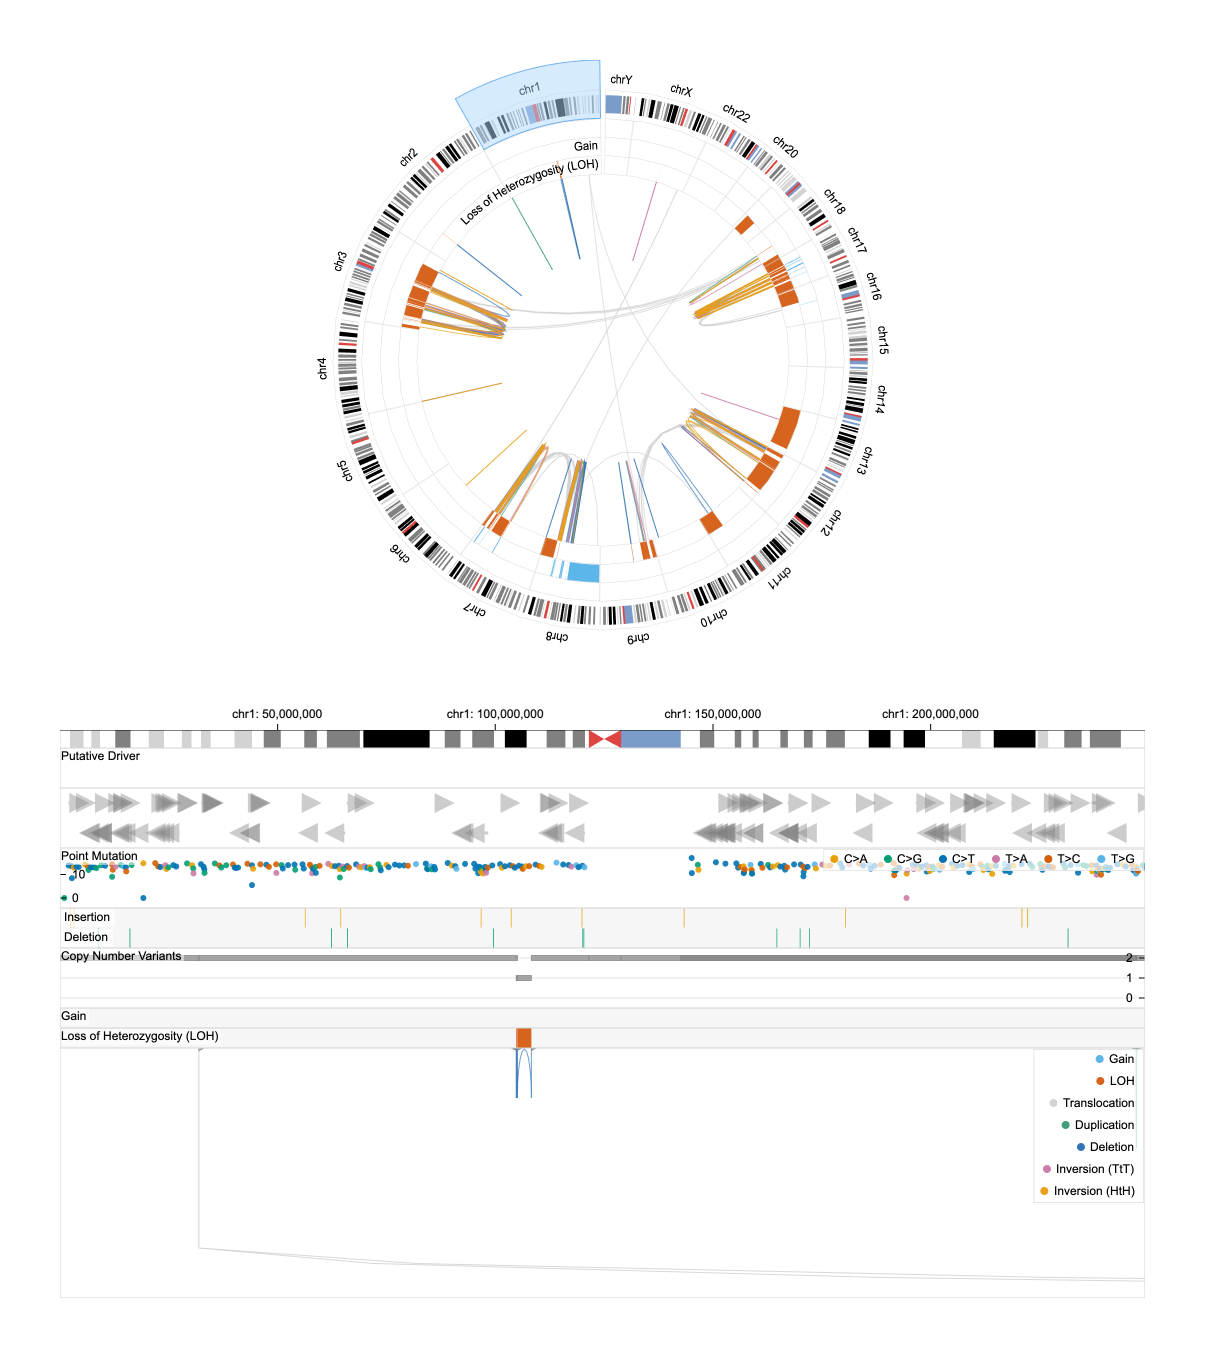 chrY
chrX
chr22
chr20
chr18
chr17
chr16
chr15
chr14
chr13
chr12
chr11
chr10
chr9
chr8
chr7
chr6
chr5
chr4
chr3
chr2
chr1
Gain
Loss of Heterozygosity (LOH)
chr1: 50,000,000
chr1: 100,000,000
chr1: 150,000,000
chr1: 200,000,000
Putative Driver
Point Mutation
C>A
C>G
C>T
T>A
T>C
T>G
10
0
Insertion
Deletion
Copy Number Variants
2
1
0
Gain
Loss of Heterozygosity (LOH)
Gain
LOH
Translocation
Duplication
Deletion
Inversion (TtT)
Inversion (HtH)